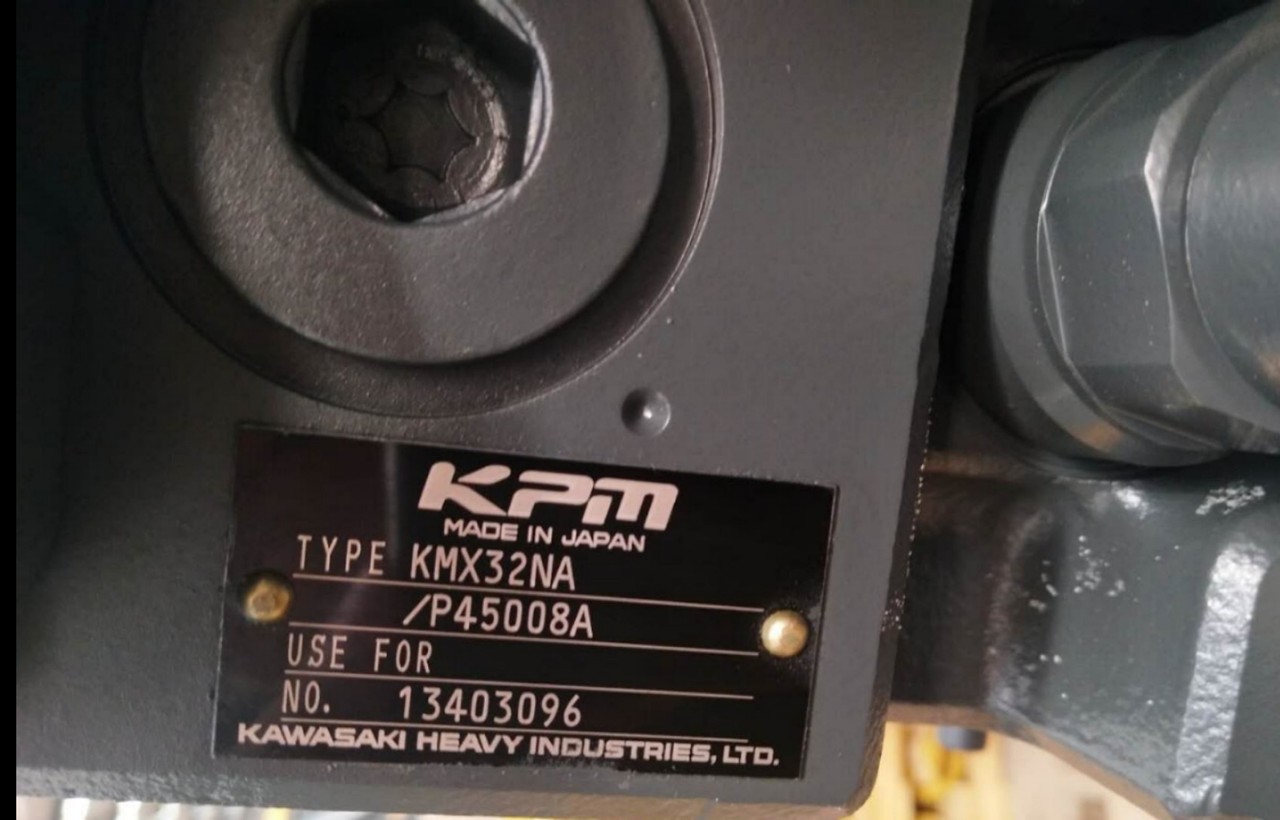 KPM
MADE IN JAPAN
TYPE KMX32NA
/P45008A
USE FOR
NO. 13403096
KAWASAKI HEAVY INDUSTRIES, LTD.